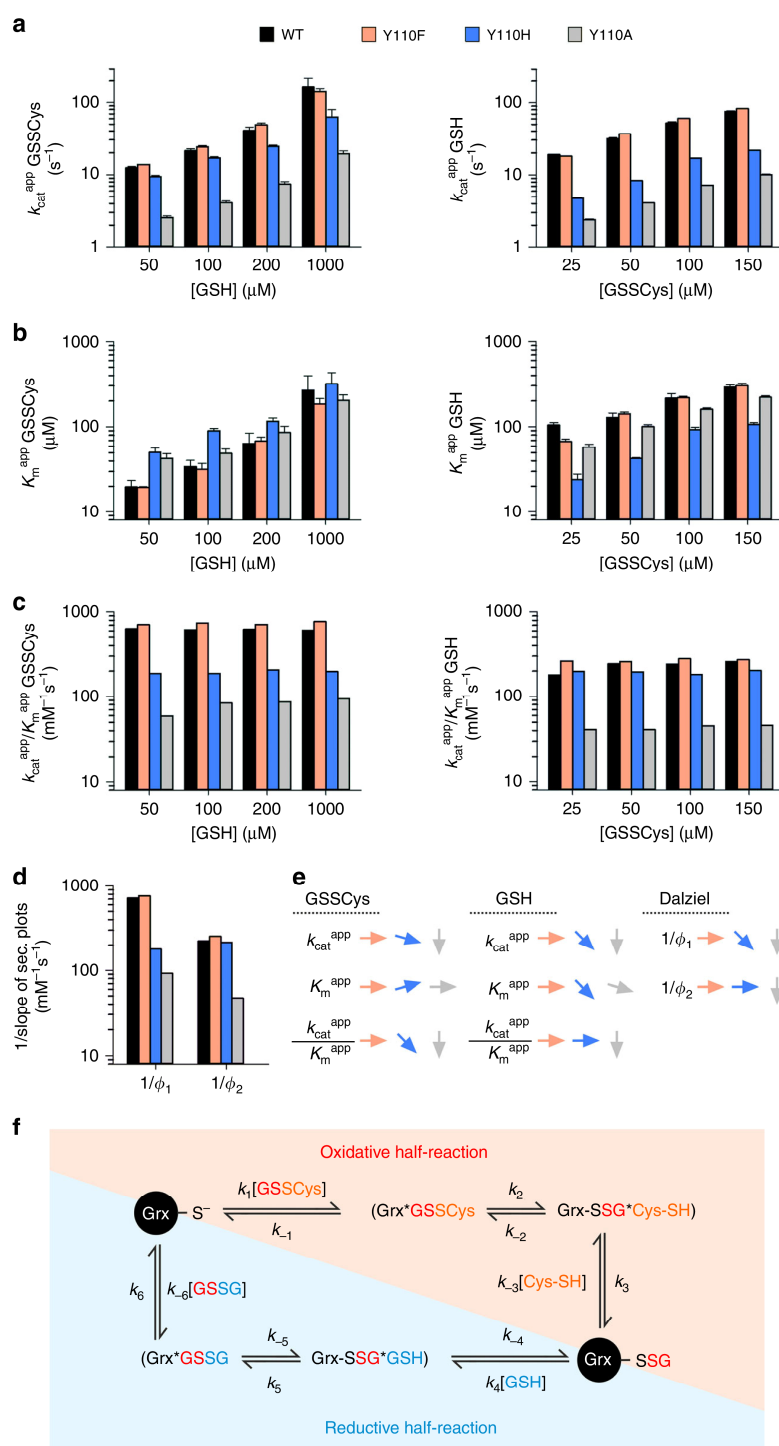 a
WT Y110F Y110H Y110A
k_cat^app GSSCys (s⁻¹)
100
10
1
50 100 200 1000
[GSH] (μM)
k_cat^app GSH (s⁻¹)
100
10
1
25 50 100 150
[GSSCys] (μM)
b
K_m^app GSSCys (μM)
1000
100
10
50 100 200 1000
[GSH] (μM)
K_m^app GSH (μM)
1000
100
10
25 50 100 150
[GSSCys] (μM)
c
k_cat^app/K_m^app GSSCys (mM⁻¹s⁻¹)
1000
100
10
50 100 200 1000
[GSH] (μM)
k_cat^app/K_m^app GSH (mM⁻¹s⁻¹)
1000
100
10
25 50 100 150
[GSSCys] (μM)
d
1/slope of sec. plots (mM⁻¹s⁻¹)
1000
100
10
1/ϕ₁ 1/ϕ₂
e
GSSCys GSH Dalziel
k_cat^app k_cat^app 1/ϕ₁
K_m^app K_m^app 1/ϕ₂
k_cat^app k_cat^app
K_m^app K_m^app
f
Oxidative half-reaction
k₁[GSSCys] k₂
Grx S⁻ (Grx*GSSCys Grx-SSG*Cys-SH)
k₋₁ k₋₂
k₆ k₋₆[GSSG] k₋₃[Cys-SH] k₃
k₋₅ k₋₄
(Grx*GSSG Grx-SSG*GSH) Grx SSG
k₅ k₄[GSH]
Reductive half-reaction